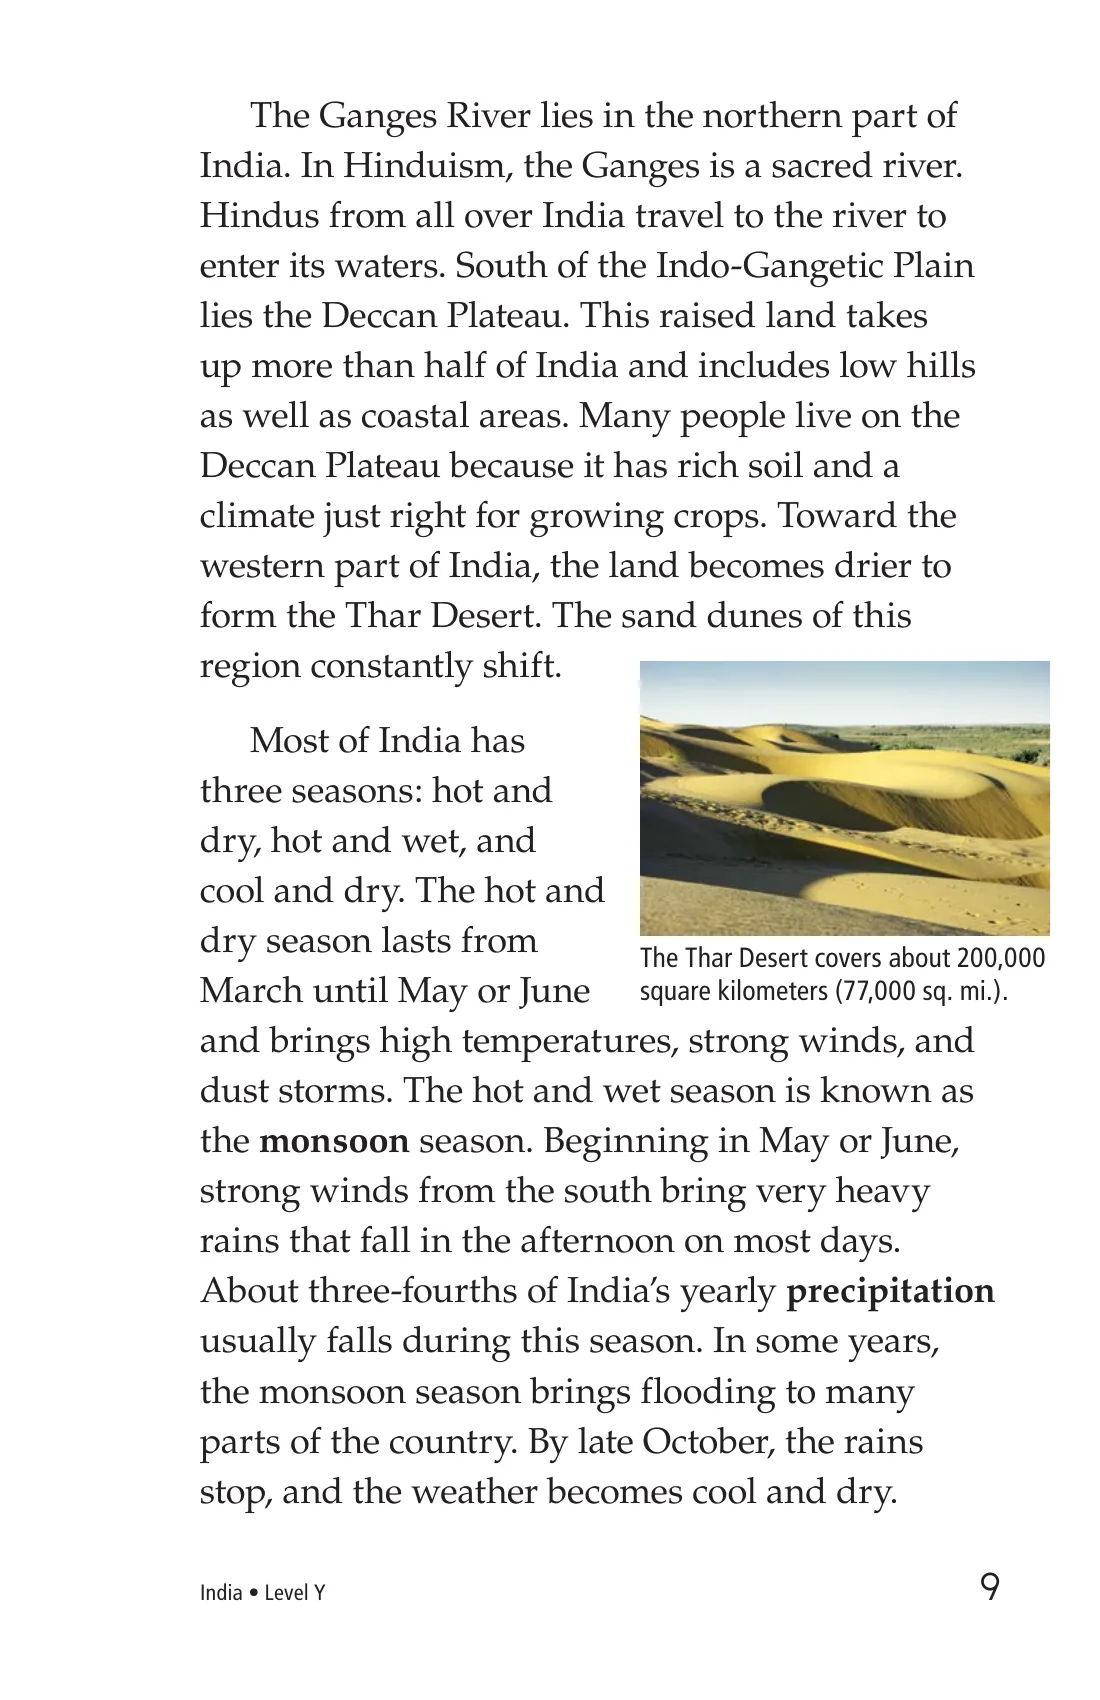 The Ganges River lies in the northern part of
India. In Hinduism, the Ganges is a sacred river.
Hindus from all over India travel to the river to
enter its waters. South of the Indo-Gangetic Plain
lies the Deccan Plateau. This raised land takes
up more than half of India and includes low hills
as well as coastal areas. Many people live on the
Deccan Plateau because it has rich soil and a
climate just right for growing crops. Toward the
western part of India, the land becomes drier to
form the Thar Desert. The sand dunes of this
region constantly shift.
Most of India has
three seasons: hot and
dry, hot and wet, and
cool and dry. The hot and
dry season lasts from
March until May or June
and brings high temperatures, strong winds, and
dust storms. The hot and wet season is known as
the monsoon season. Beginning in May or June,
strong winds from the south bring very heavy
rains that fall in the afternoon on most days.
About three-fourths of India’s yearly precipitation
usually falls during this season. In some years,
the monsoon season brings flooding to many
parts of the country. By late October, the rains
stop, and the weather becomes cool and dry.
The Thar Desert covers about 200,000
square kilometers (77,000 sq. mi.).
India • Level Y
9